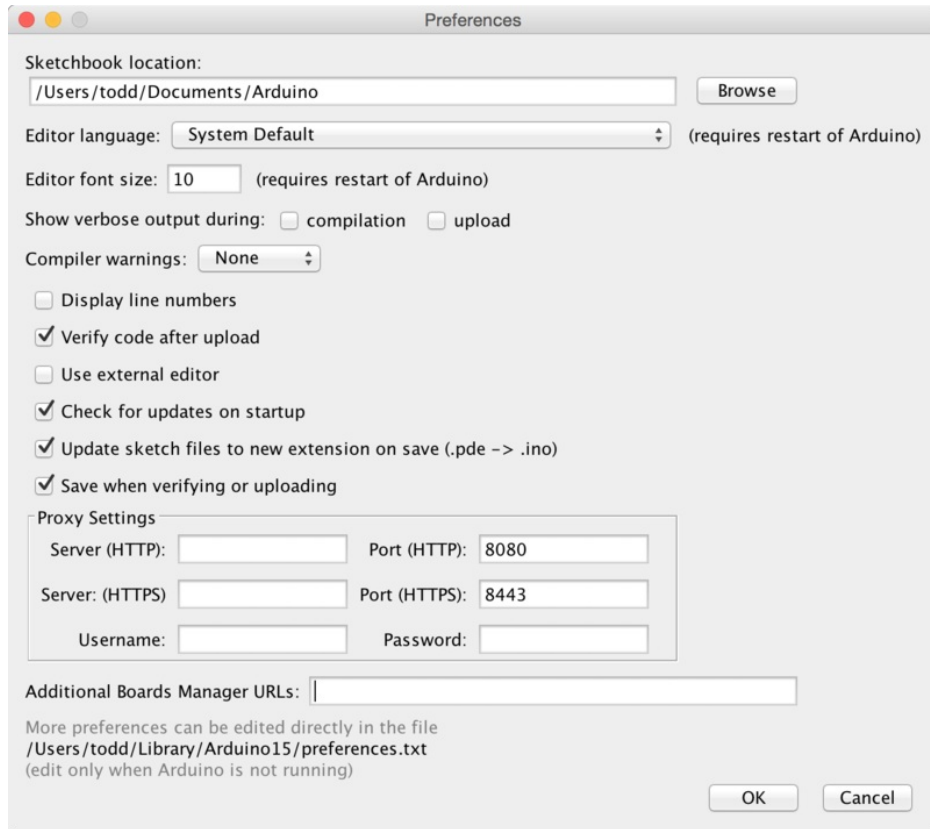 Preferences
Sketchbook location:
/Users/todd/Documents/Arduino Browse
Editor language: System Default (requires restart of Arduino)
Editor font size: 10 (requires restart of Arduino)
Show verbose output during: compilation upload
Compiler warnings: None
Display line numbers
Verify code after upload
Use external editor
Check for updates on startup
Update sketch files to new extension on save (.pde -> .ino)
Save when verifying or uploading
Proxy Settings
Server (HTTP): Port (HTTP): 8080
Server: (HTTPS) Port (HTTPS): 8443
Username: Password:
Additional Boards Manager URLs:
More preferences can be edited directly in the file
/Users/todd/Library/Arduino15/preferences.txt
(edit only when Arduino is not running)
OK Cancel